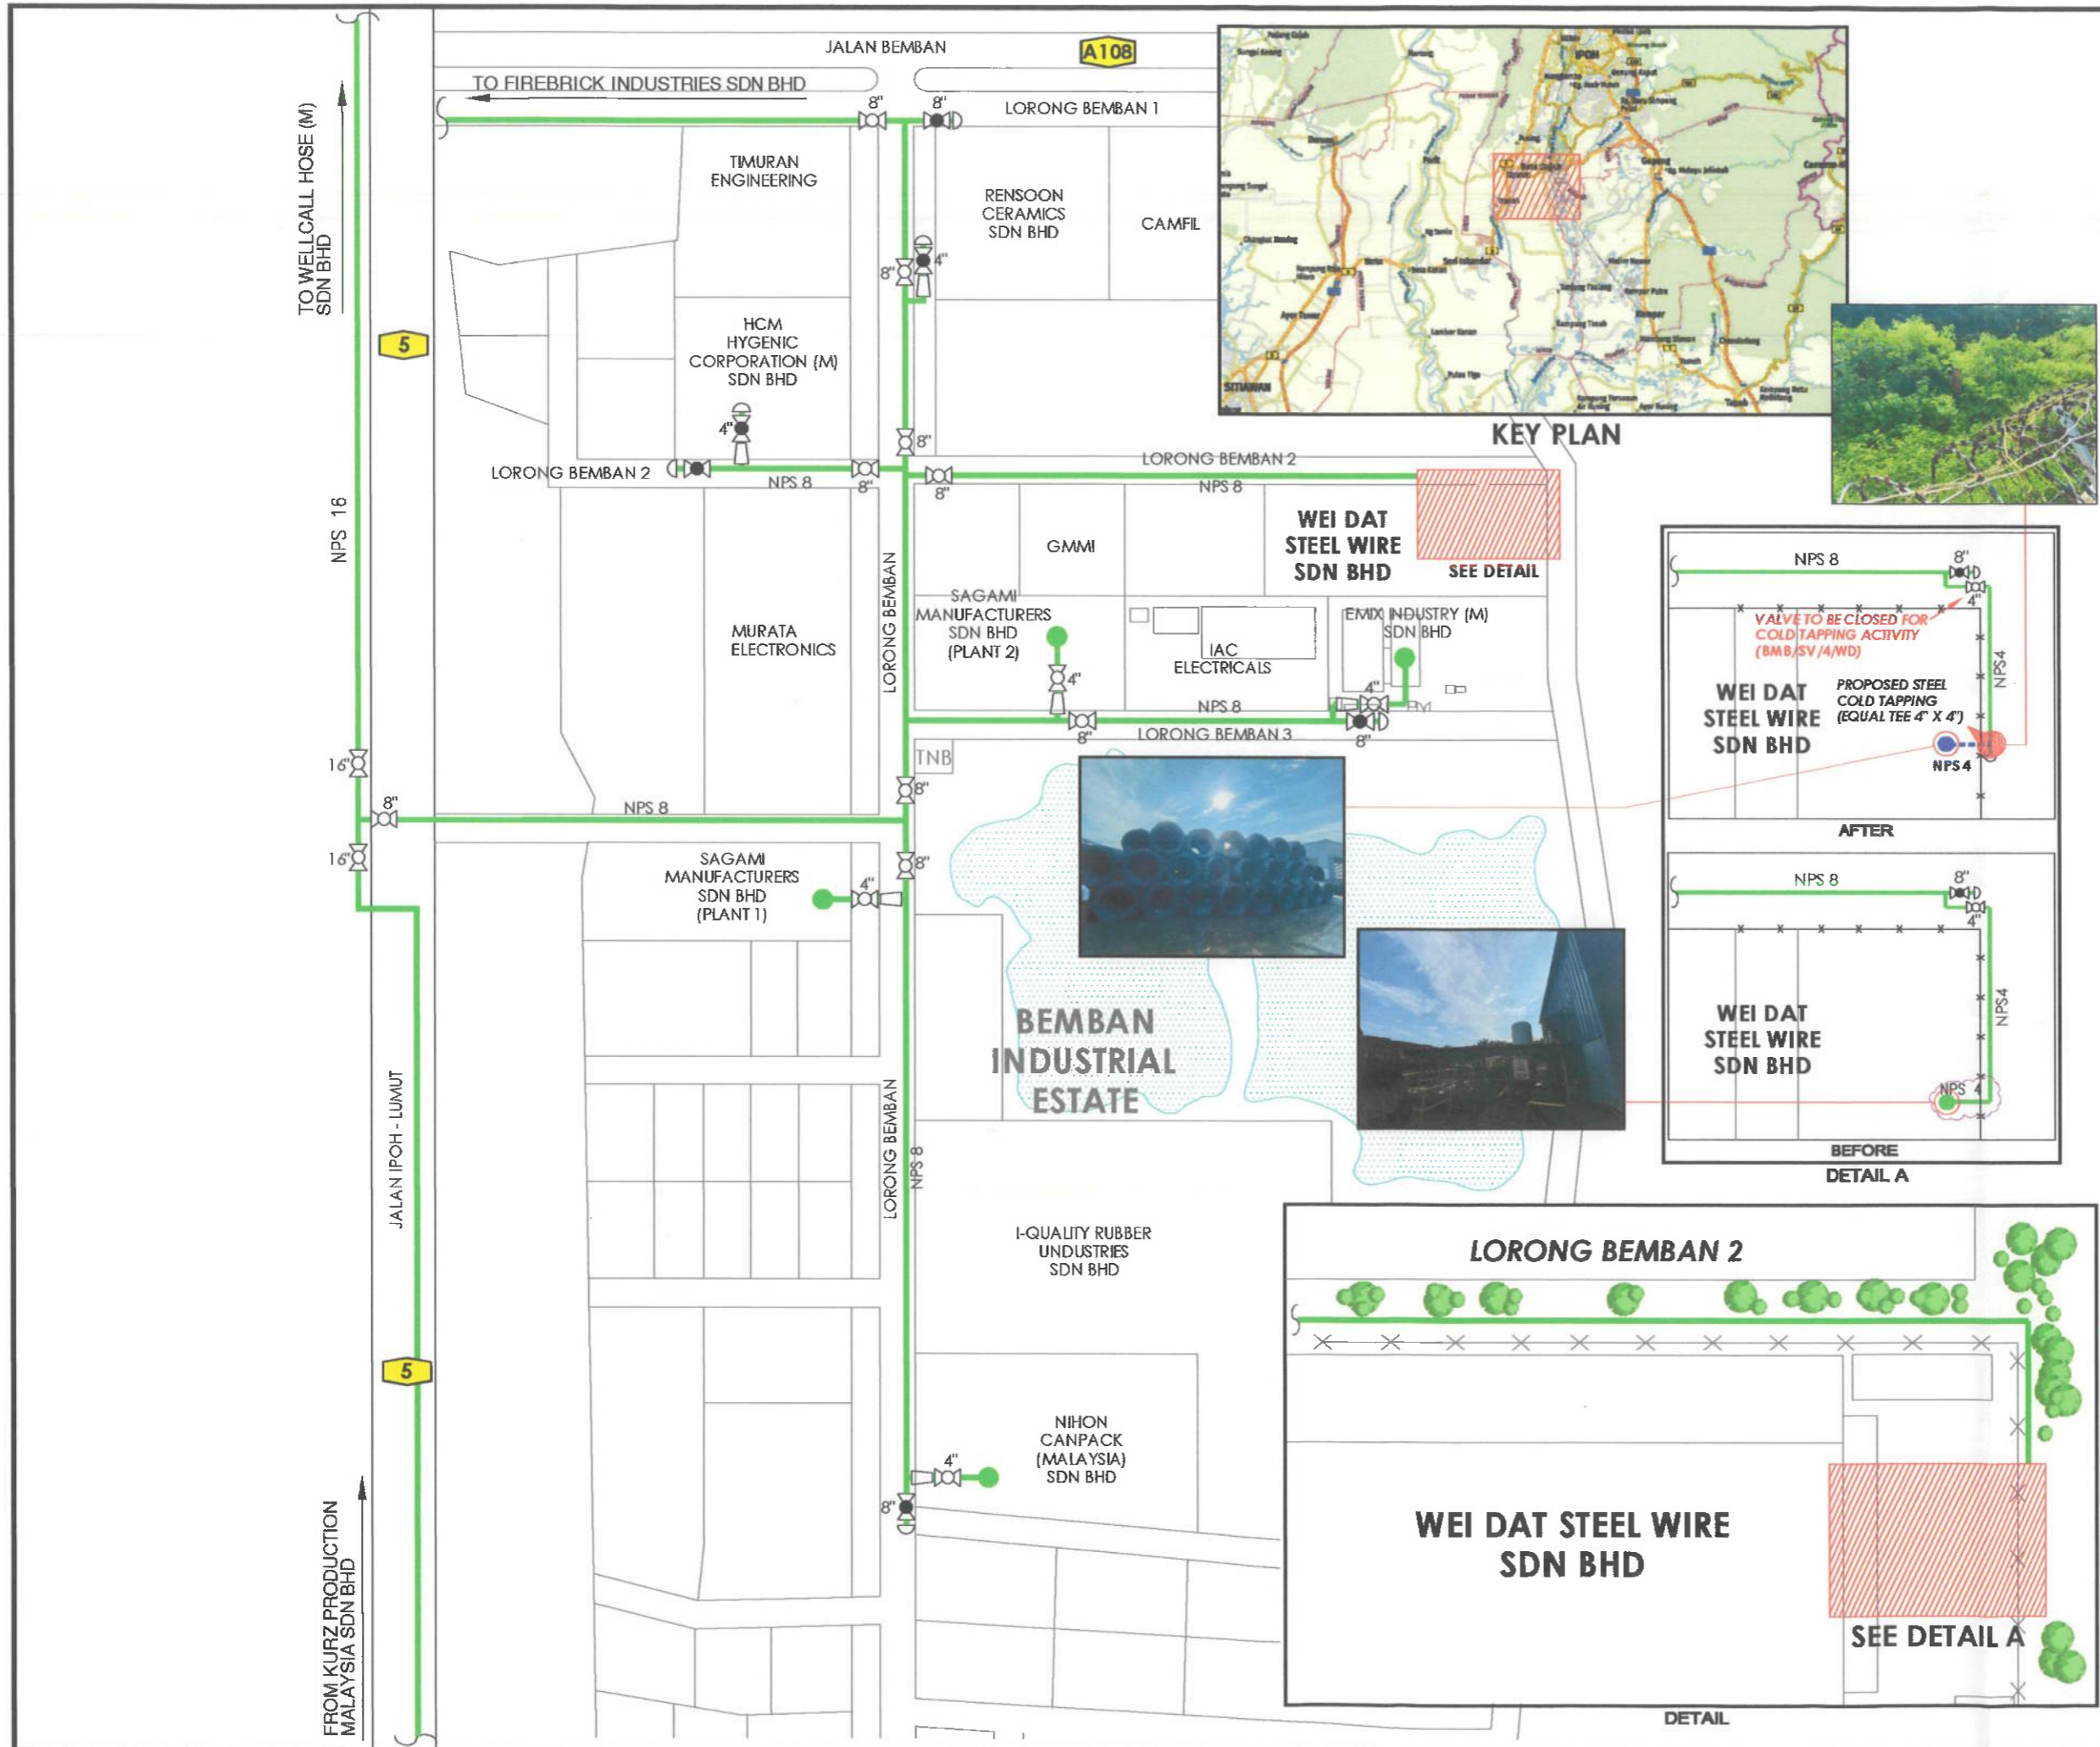 JALAN BEMBAN
A108
TO FIREBRICK INDUSTRIES SDN BHD
8"
8"
LORONG BEMBAN 1
TO WELLCALL HOSE (M)
SDN BHD
TIMURAN
ENGINEERING
RENSOON
CERAMICS
SDN BHD
CAMFIL
8"
4"
5
HCM
HYGENIC
CORPORATION (M)
SDN BHD
4"
8"
IPOH
Gopeng
SITIAWAN
Kampar
KEY PLAN
LORONG BEMBAN 2
NPS 8
8"
8"
LORONG BEMBAN 2
NPS 8
NPS 16
WEI DAT
STEEL WIRE
SDN BHD
SEE DETAIL
GMMI
LORONG BEMBAN
SAGAMI
MANUFACTURERS
SDN BHD
(PLANT 2)
4"
MURATA
ELECTRONICS
IAC
ELECTRICALS
EMIX INDUSTRY (M)
SDN BHD
4"
NPS 8
8"
LORONG BEMBAN 3
8"
TNB
8"
16"
8"
NPS 8
16"
8"
SAGAMI
MANUFACTURERS
SDN BHD
(PLANT 1)
4"
NPS 8
8"
4"
VALVE TO BE CLOSED FOR
COLD TAPPING ACTIVITY
(BMB/SV/4/WD)
NPS4
WEI DAT
STEEL WIRE
SDN BHD
PROPOSED STEEL
COLD TAPPING
(EQUAL TEE 4" X 4")
NPS 4
AFTER
NPS 8
8"
4"
NPS4
WEI DAT
STEEL WIRE
SDN BHD
NPS 4
BEFORE
DETAIL A
BEMBAN
INDUSTRIAL
ESTATE
JALAN IPOH - LUMUT
LORONG BEMBAN
NPS 8
I-QUALITY RUBBER
UNDUSTRIES
SDN BHD
5
NIHON
CANPACK
(MALAYSIA)
SDN BHD
4"
8"
FROM KURZ PRODUCTION
MALAYSIA SDN BHD
LORONG BEMBAN 2
WEI DAT STEEL WIRE
SDN BHD
SEE DETAIL A
DETAIL